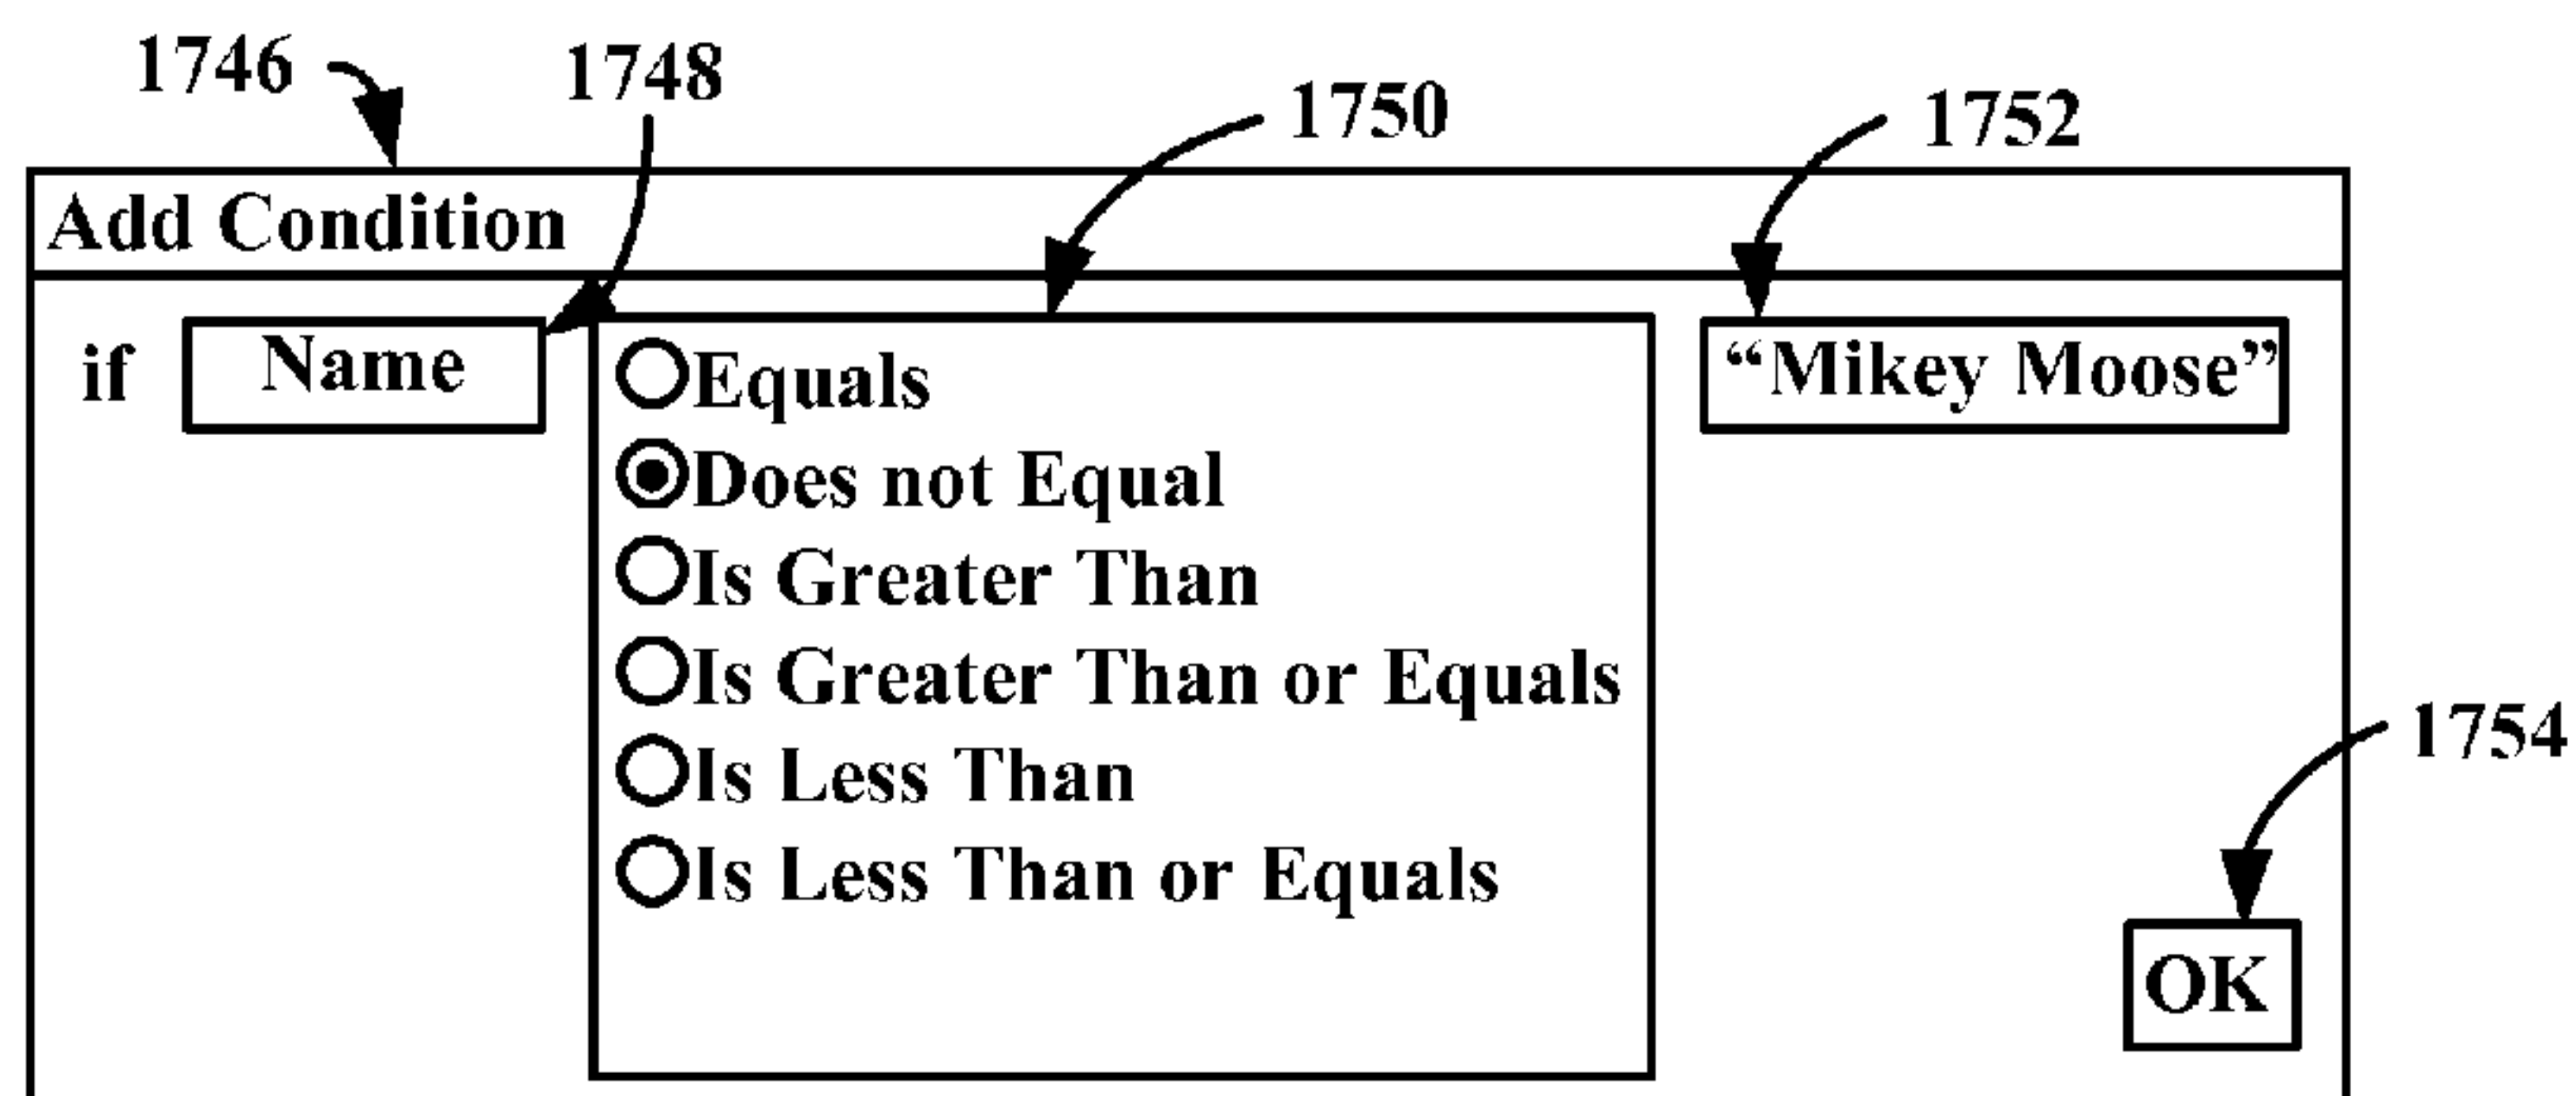 1746
1748
1750
1752
Add Condition
if
Name
Equals
Does not Equal
Is Greater Than
Is Greater Than or Equals
Is Less Than
Is Less Than or Equals
“Mikey Moose”
1754
OK